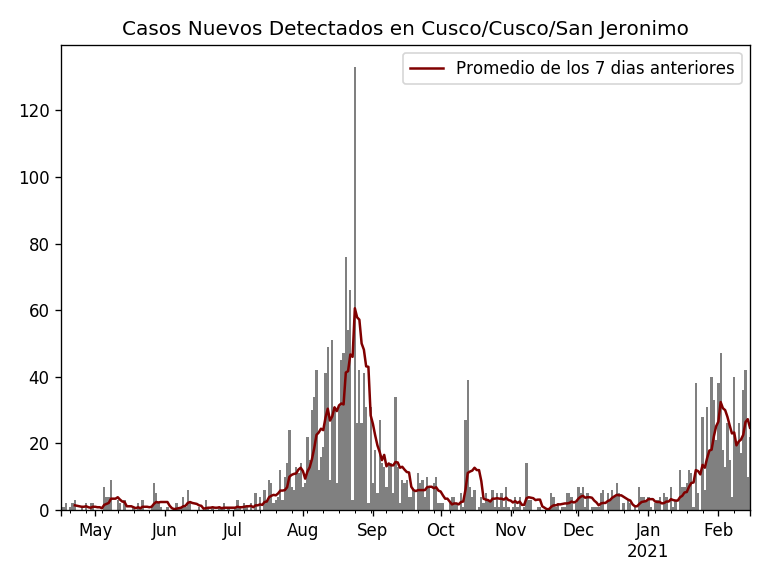 Casos Nuevos Detectados en Cusco/Cusco/San Jeronimo
Promedio de los 7 dias anteriores
120
100
80
60
40
20
0
May Jun Jul Aug Sep Oct Nov Dec Jan Feb
2021